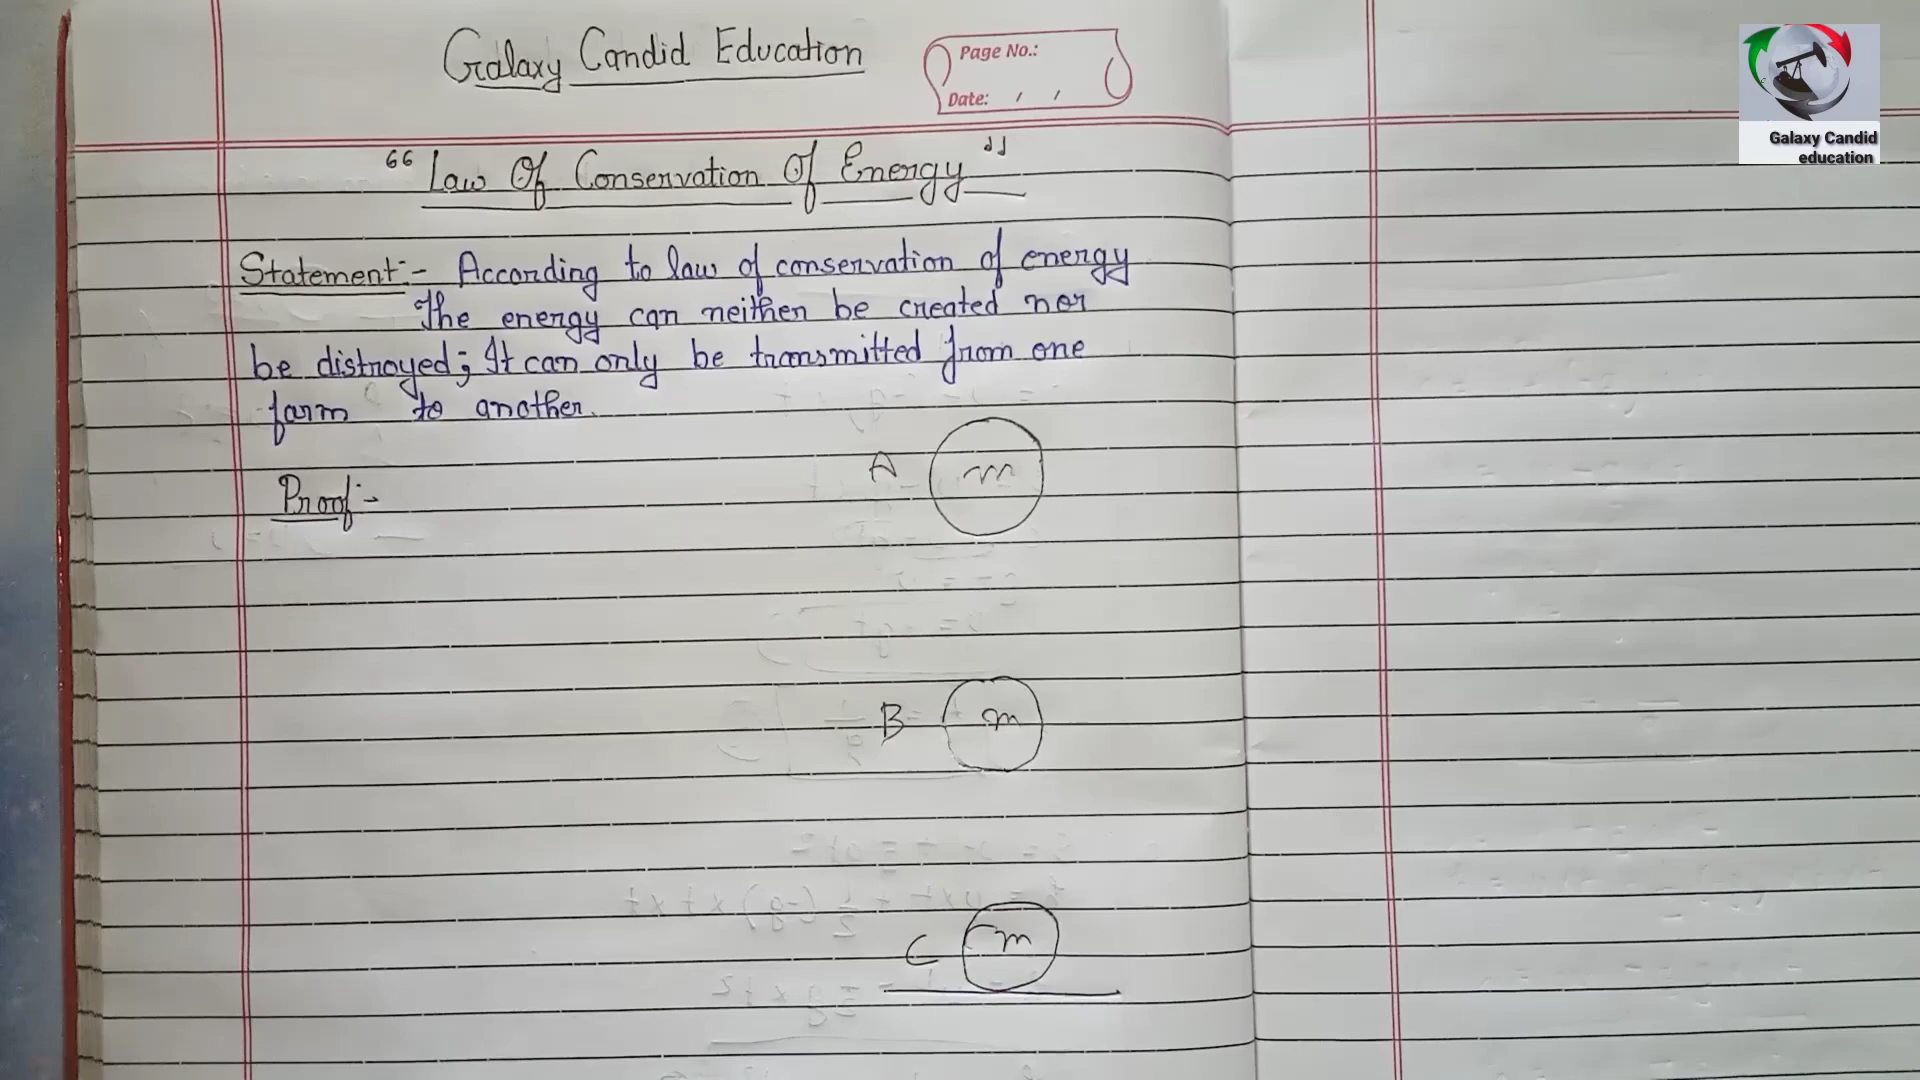 Galaxy Candid Education
Page No.:
Date: / /
Galaxy Candid
education
"Law Of Conservation Of Energy"
Statement:- According to law of conservation of energy
The energy can neither be created nor
be distroyed; It can only be transmitted from one
form to another.
A m
Proof:-
B m
C m